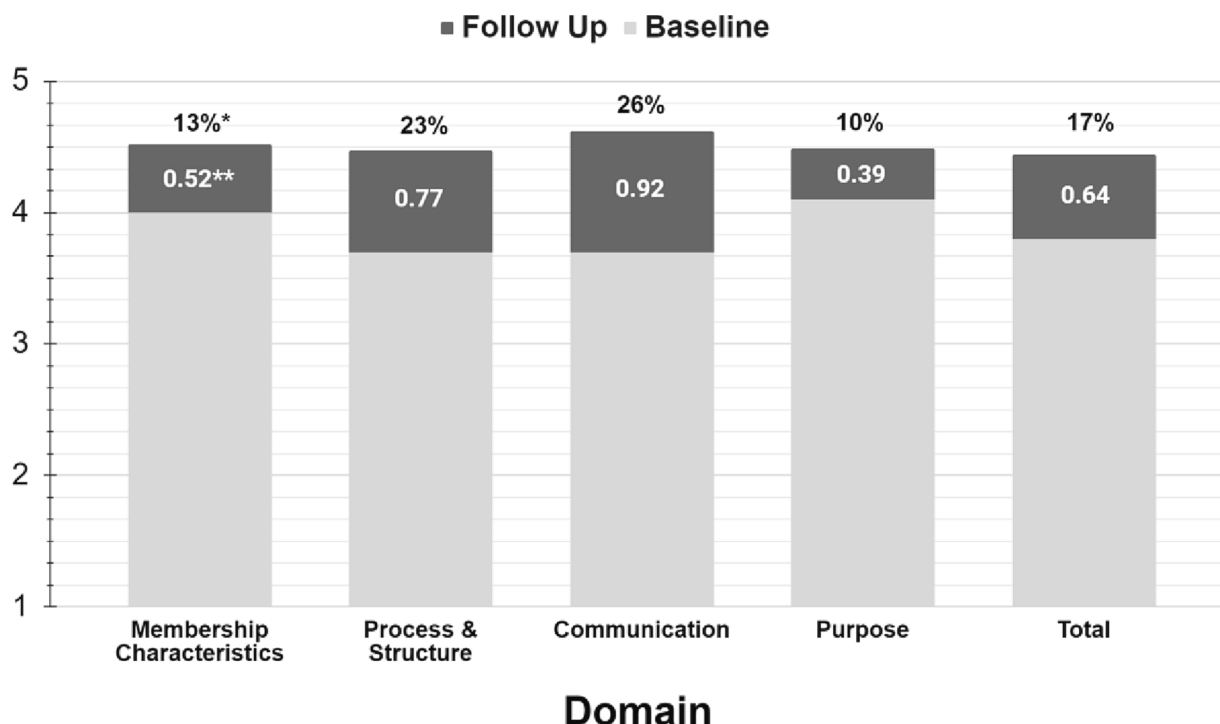 Follow Up Baseline
5
4
3
2
1
13%*
23%
26%
10%
17%
0.52**
0.77
0.92
0.39
0.64
Membership
Characteristics
Process &
Structure
Communication
Purpose
Total
Domain